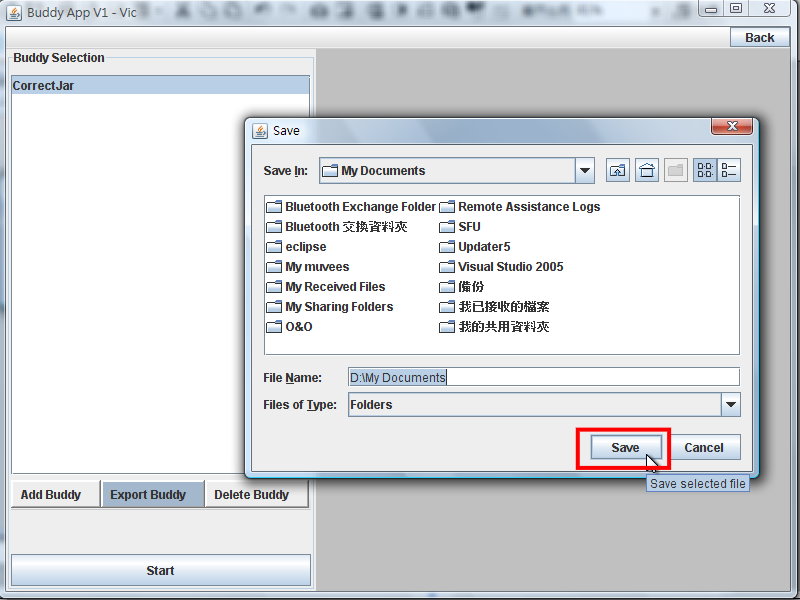 Buddy App V1 - Vic
Back
Buddy Selection
CorrectJar
Save
Save In:
My Documents
Bluetooth Exchange Folder
Bluetooth 交換資料夾
eclipse
My muvees
My Received Files
My Sharing Folders
O&O
Remote Assistance Logs
SFU
Updater5
Visual Studio 2005
備份
我已接收的檔案
我的共用資料夾
File Name:
D:\My Documents
Files of Type:
Folders
Save
Cancel
Save selected file
Add Buddy
Export Buddy
Delete Buddy
Start